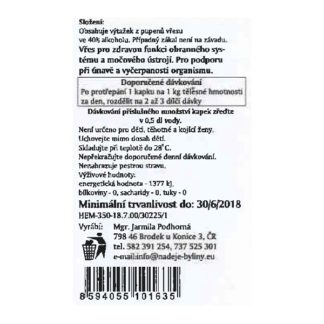 Složení:
Obsahuje výtažek z pupenů vřesu
ve 40% alkoholu. Případný zákal není na závadu.
Vřes pro zdravou funkci obranného sys-
tému a močového ústrojí. Pro podporu
při únavě a vyčerpanosti organismu.
Doporučené dávkování
Po protřepání 1 kapku na 1 kg tělesné hmotnosti
za den, rozdělit na 2 až 3 dílčí dávky
Dávkování příslušného množství kapek zřeďte
v 0,5 dl vody.
Není určeno pro děti, těhotné a kojící ženy.
Uchovejte mimo dosah dětí.
Skladujte při teplotě do 28°C.
Nepřekračujte doporučené denní dávkování.
Nenahrazuje pestrou stravu.
Výživové hodnoty:
energetická hodnota - 1377 kJ,
bílkoviny - 0, sacharidy - 0, tuky - 0
Minimální trvanlivost do: 30/6/2018
HEM-350-18.7.00/30225/1
Vyrábí: Mgr. Jarmila Podhorná
798 46 Brodek u Konice 3, ČR
tel. 582 391 254, 737 525 301
e-mail:info@nadeje-byliny.eu
8 594055 101635